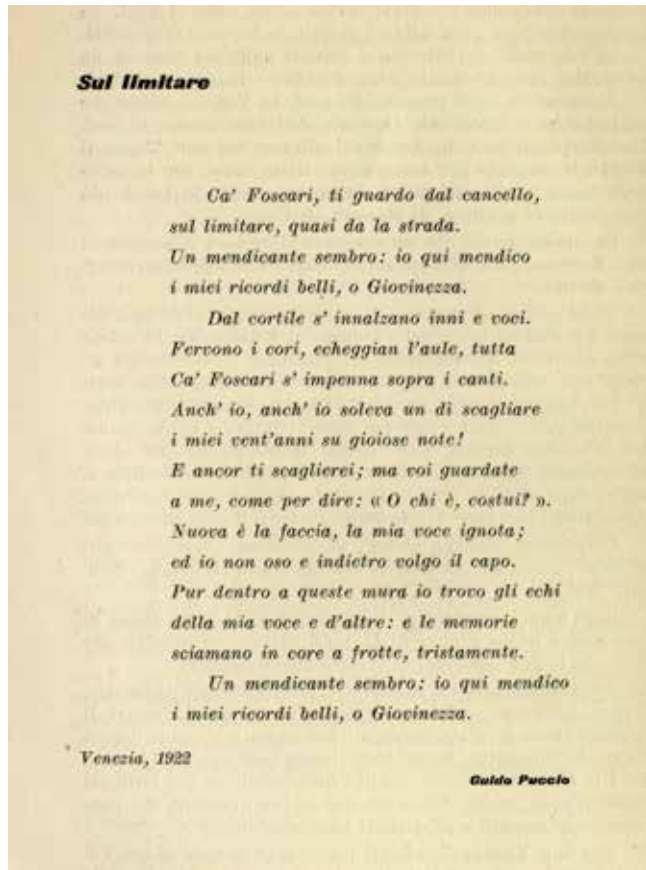 Sul limitare
Ca' Foscari, ti guardo dal cancello,
sul limitare, quasi da la strada.
Un mendicante sembro: io qui mendico
i miei ricordi belli, o Giovinezza.
Dal cortile s' innalzano inni e voci.
Fervono i cori, echeggian l'aule, tutta
Ca' Foscari s' impenna sopra i canti.
Anch' io, anch' io soleva un dì scagliare
i miei vent'anni su gioiose note!
E ancor ti scaglierei; ma voi guardate
a me, come per dire: « O chi è, costui? ».
Nuova è la faccia, la mia voce ignota;
ed io non oso e indietro volgo il capo.
Pur dentro a queste mura io trovo gli echi
della mia voce e d'altre: e le memorie
sciamano in core a frotte, tristamente.
Un mendicante sembro: io qui mendico
i miei ricordi belli, o Giovinezza.
Venezia, 1922
Guido Puccio